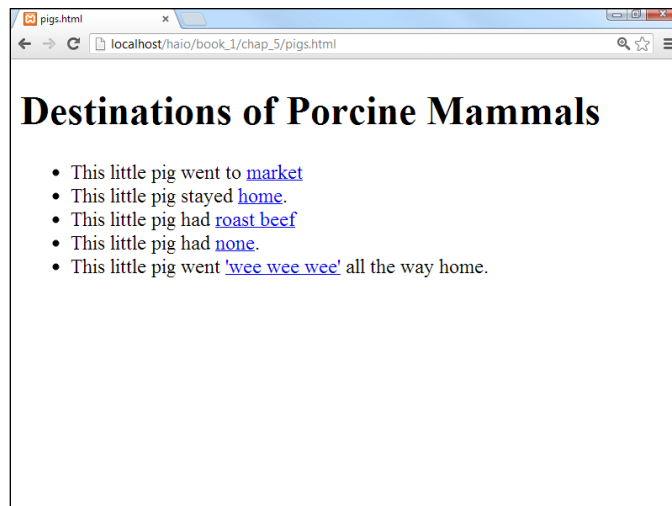 pigs.html
localhost/haio/book_1/chap_5/pigs.html
Destinations of Porcine Mammals
• This little pig went to market
• This little pig stayed home.
• This little pig had roast beef
• This little pig had none.
• This little pig went 'wee wee wee' all the way home.